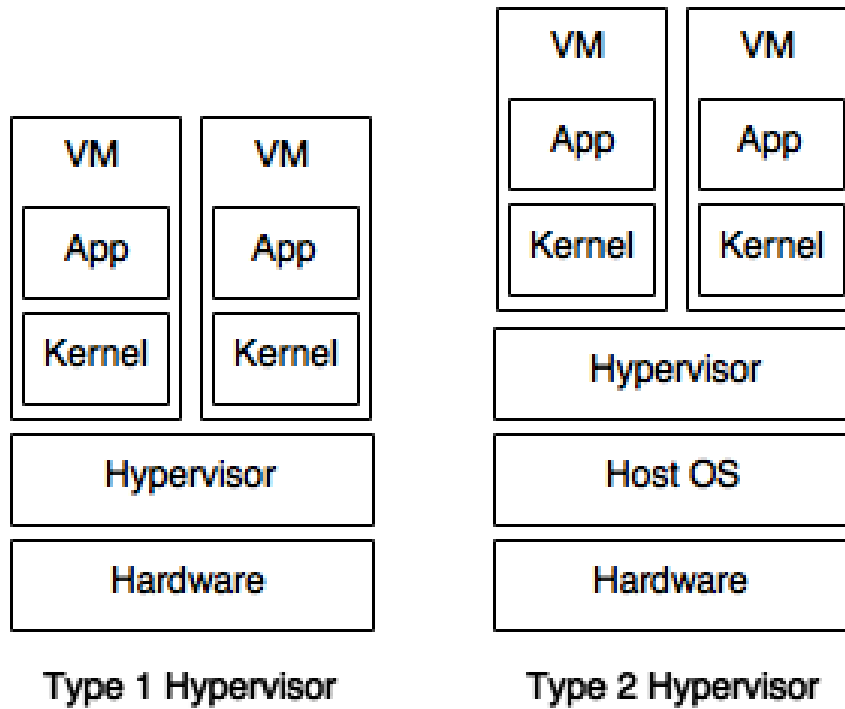 VM
VM
App
App
Kernel
Kernel
Hypervisor
Hardware
Type 1 Hypervisor
VM
VM
App
App
Kernel
Kernel
Hypervisor
Host OS
Hardware
Type 2 Hypervisor